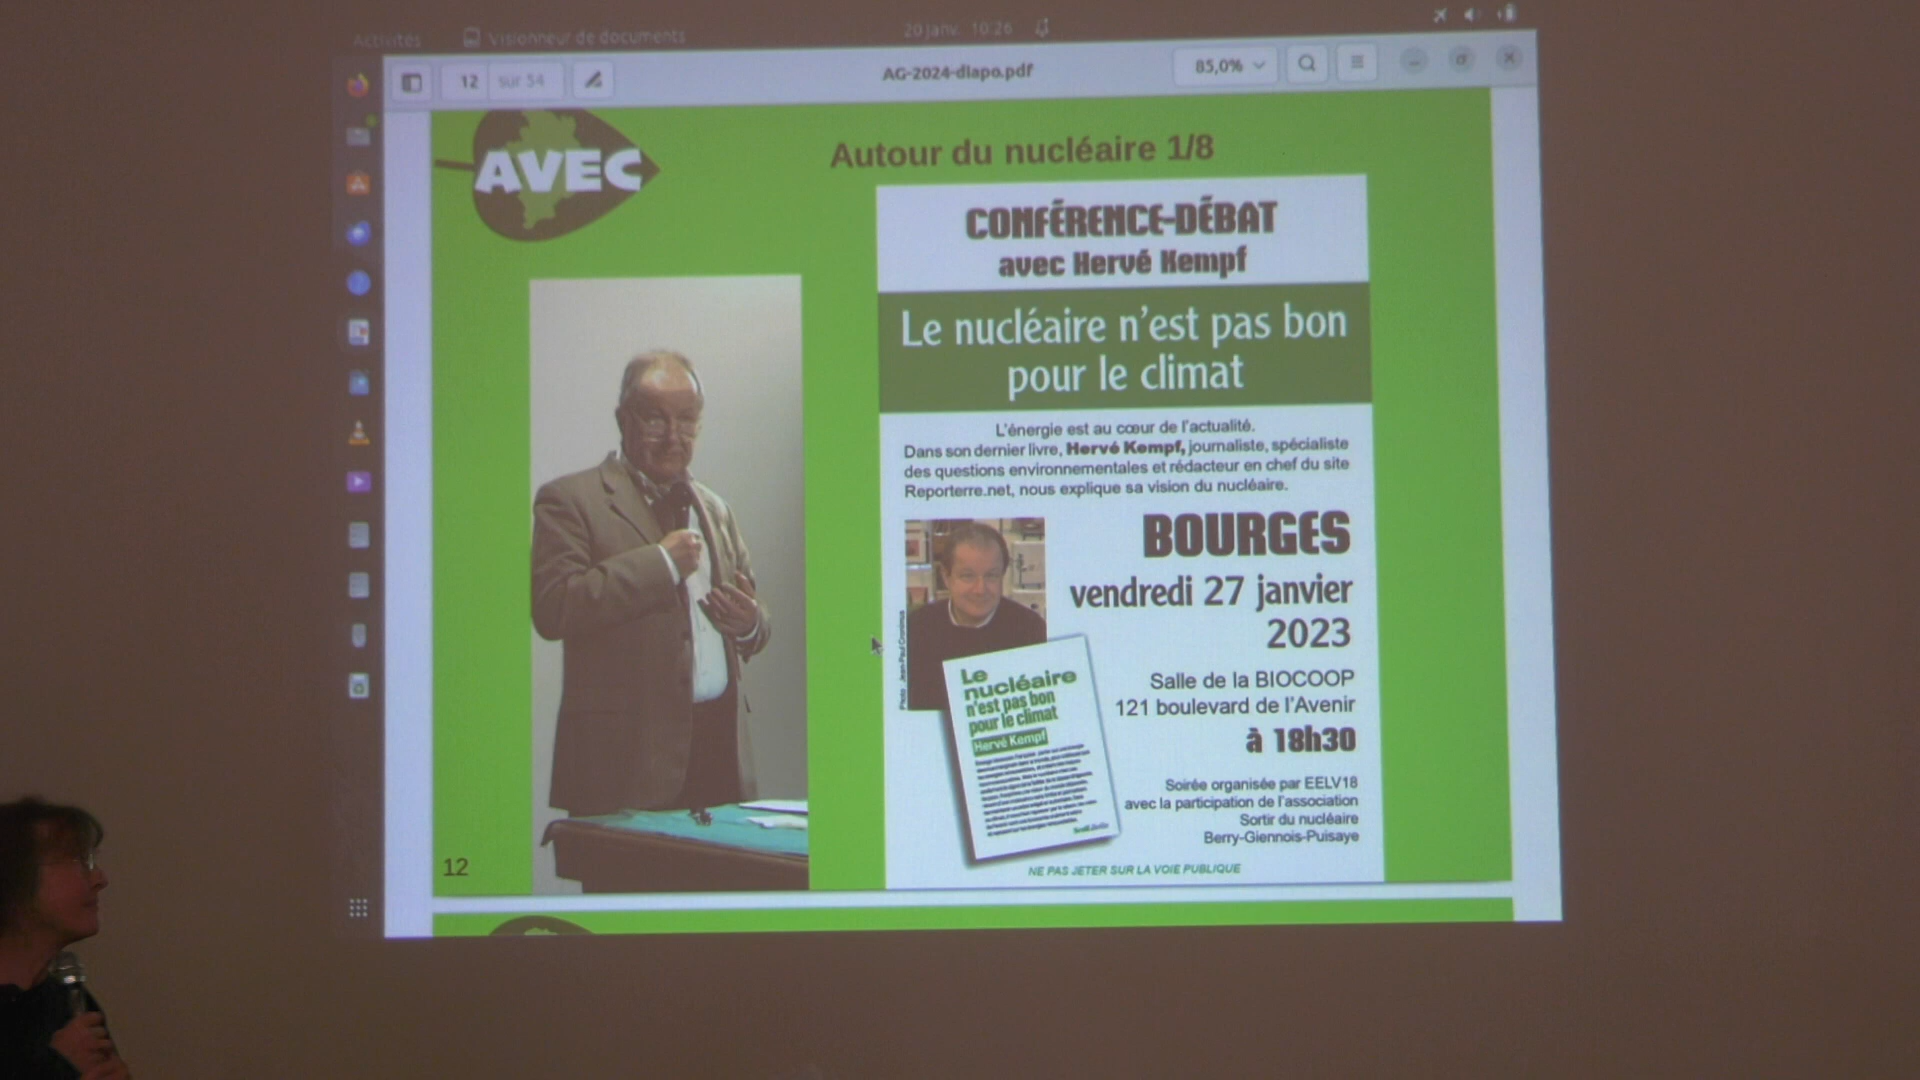 Activités
Visionneur de documents
20 janv. 10:26
12 sur 54
AG-2024-diapo.pdf
85,0%
AVEC
Autour du nucléaire 1/8
CONFÉRENCE-DÉBAT
avec Hervé Kempf
Le nucléaire n'est pas bon
pour le climat
L'énergie est au cœur de l'actualité.
Dans son dernier livre, Hervé Kempf, journaliste, spécialiste
des questions environnementales et rédacteur en chef du site
Reporterre.net, nous explique sa vision du nucléaire.
BOURGES
vendredi 27 janvier
2023
Salle de la BIOCOOP
121 boulevard de l'Avenir
à 18h30
Soirée organisée par EELV18
avec la participation de l'association
Sortir du nucléaire
Berry-Giennois-Puisaye
Le
nucléaire
n'est pas bon
pour le climat
Hervé Kempf
NE PAS JETER SUR LA VOIE PUBLIQUE
12